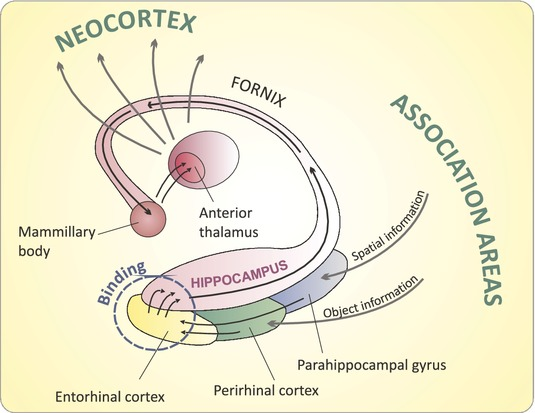 NEOCORTEX
FORNIX
ASSOCIATION AREAS
Anterior
thalamus
Mammillary
body
Spatial information
HIPPOCAMPUS
Binding
Object information
Parahippocampal gyrus
Perirhinal cortex
Entorhinal cortex